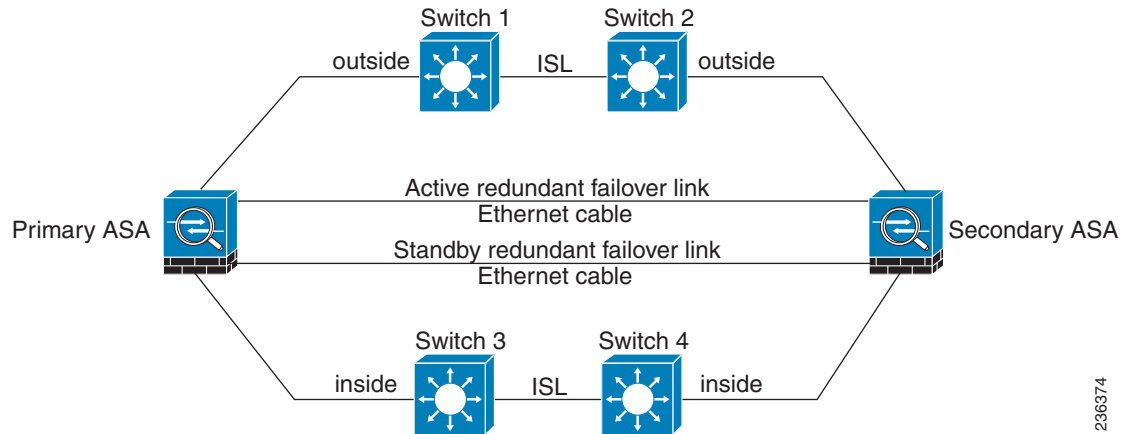 Switch 1
Switch 2
outside
ISL
outside
Active redundant failover link
Ethernet cable
Primary ASA
Secondary ASA
Standby redundant failover link
Ethernet cable
Switch 3
Switch 4
inside
ISL
inside
236374